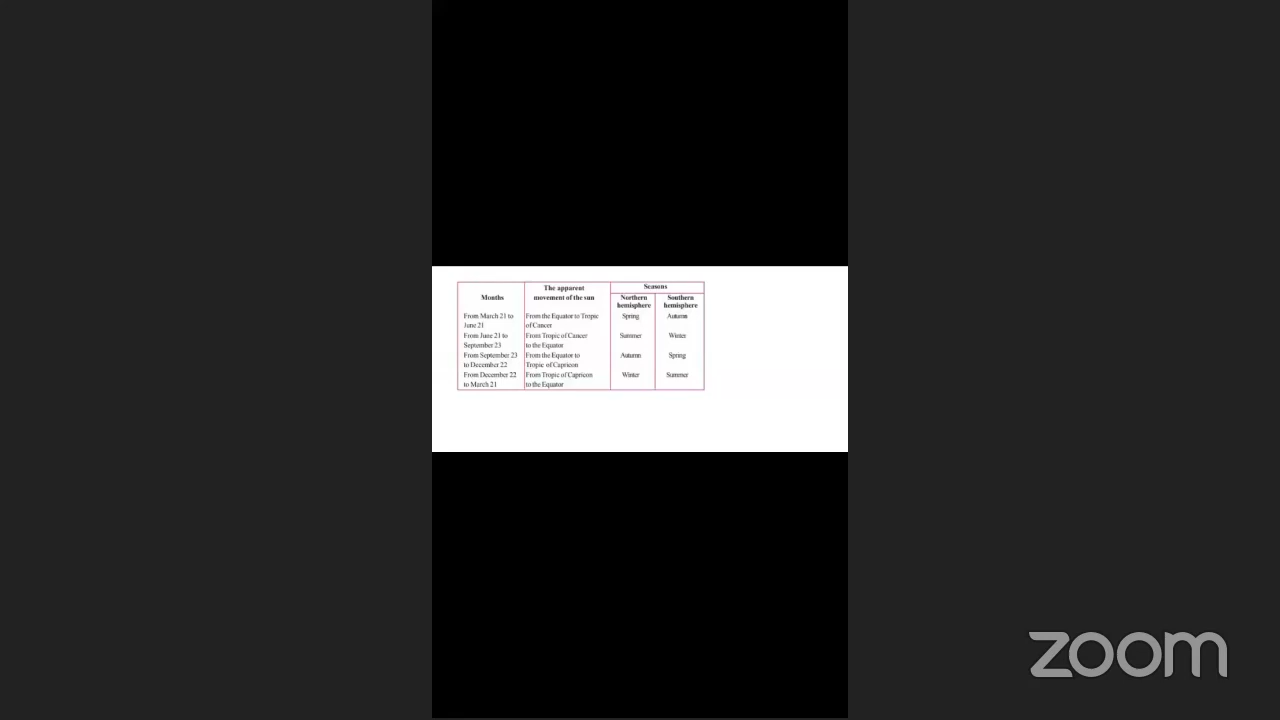 Months
The apparent
movement of the sun
Seasons
Northern
hemisphere
Southern
hemisphere
From March 21 to
June 21
From the Equator to Tropic
of Cancer
Spring
Autumn
From June 21 to
September 23
From Tropic of Cancer
to the Equator
Summer
Winter
From September 23
to December 22
From the Equator to
Tropic of Capricon
Autumn
Spring
From December 22
to March 21
From Tropic of Capricon
to the Equator
Winter
Summer
zoom